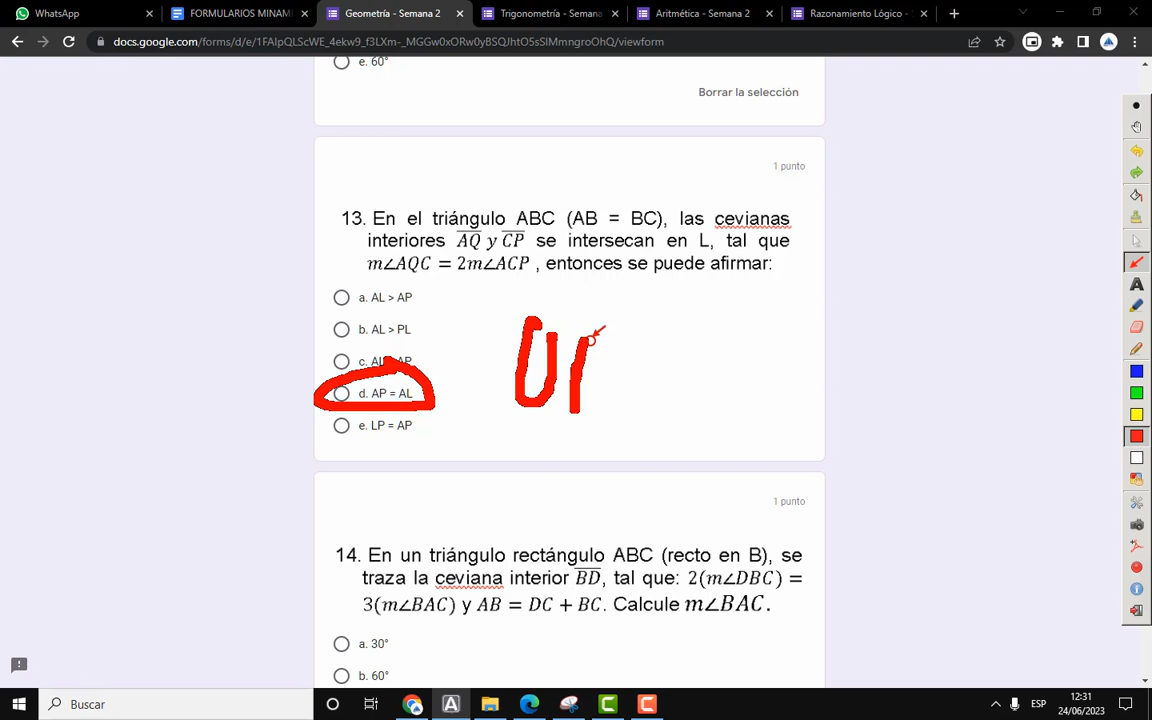 WhatsApp
FORMULARIOS MINAM
Geometría - Semana 2
Trigonometría - Semana
Aritmética - Semana 2
Razonamiento Lógico -
docs.google.com/forms/d/e/1FAIpQLScWE_4ekw9_f3LXm-_MGGw0xORw0yBSQJhtO5sSIMmngroOhQ/viewform
e. 60°
Borrar la selección
1 punto
13. En el triángulo ABC (AB = BC), las cevianas
interiores AQ y CP se intersecan en L, tal que
m∠AQC = 2m∠ACP , entonces se puede afirmar:
a. AL > AP
b. AL > PL
c. AL AP
d. AP = AL
e. LP = AP
1 punto
14. En un triángulo rectángulo ABC (recto en B), se
traza la ceviana interior BD, tal que: 2(m∠DBC) =
3(m∠BAC) y AB = DC + BC. Calcule m∠BAC.
a. 30°
b. 60°
Buscar
ESP
12:31
24/06/2023